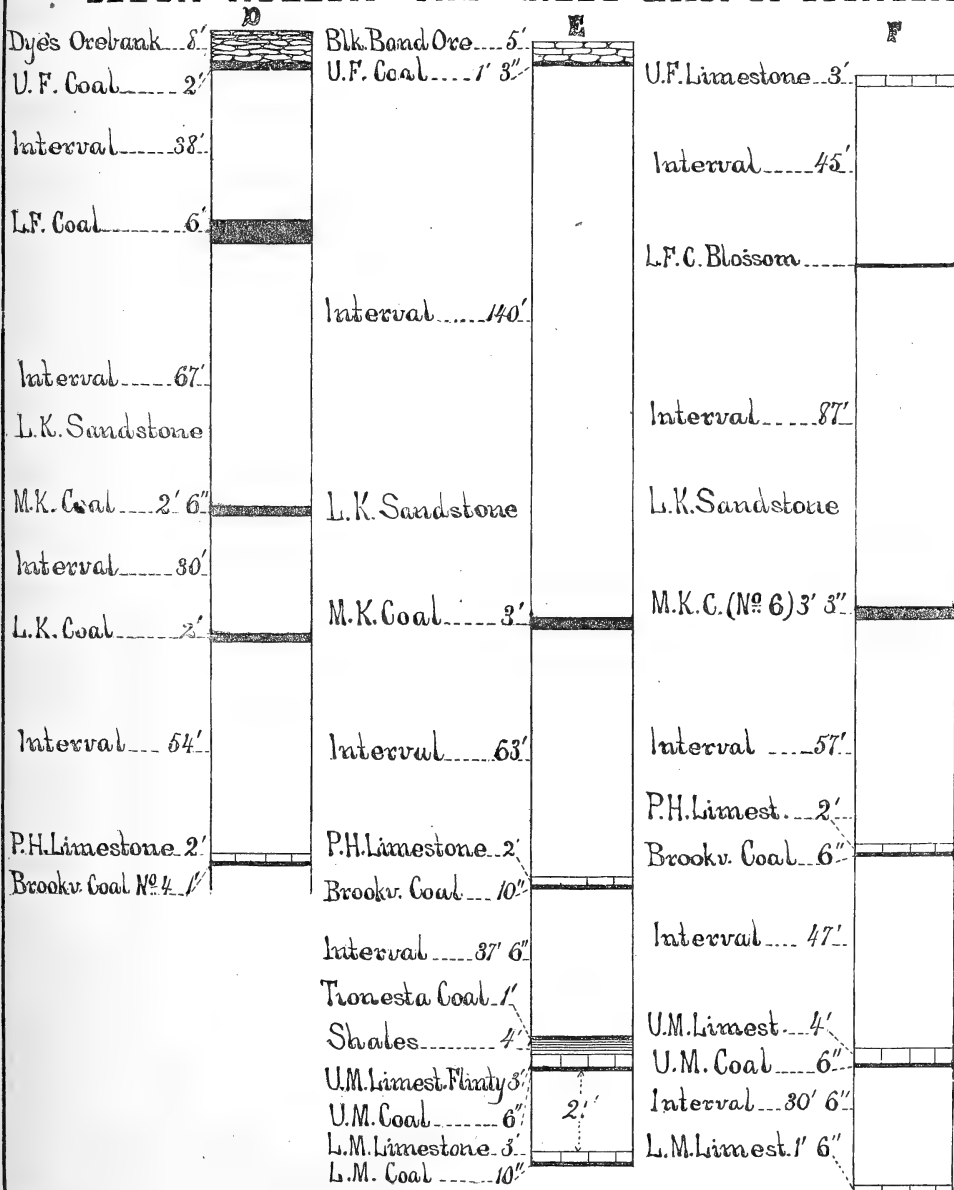 D
Dye's Orebank 8'
U.F. Coal 2'
Interval 38'
L.F. Coal 6'
Interval 67'
L.K. Sandstone
M.K. Coal 2' 6"
Interval 30'
L.K. Coal 2'
Interval 54'
P.H. Limestone 2'
Brookv. Coal Nº 4 1'
E
Blk. Band Ore 5'
U.F. Coal 1' 3"
Interval 140'
L.K. Sandstone
M.K. Coal 3'
Interval 63'
P.H. Limestone 2'
Brookv. Coal 10"
Interval 37' 6"
Tionesta Coal 1'
Shales 4'
U.M. Limest. Flinty 3'
U.M. Coal 6"
L.M. Limestone 3'
L.M. Coal 10"
F
U.F. Limestone 3'
Interval 45'
L.F.C. Blossom
Interval 87'
L.K. Sandstone
M.K.C. (Nº 6) 3' 3"
Interval 57'
P.H. Limest. 2'
Brookv. Coal 6"
Interval 47'
U.M. Limest. 4'
U.M. Coal 6"
Interval 30' 6"
L.M. Limest. 1' 6"